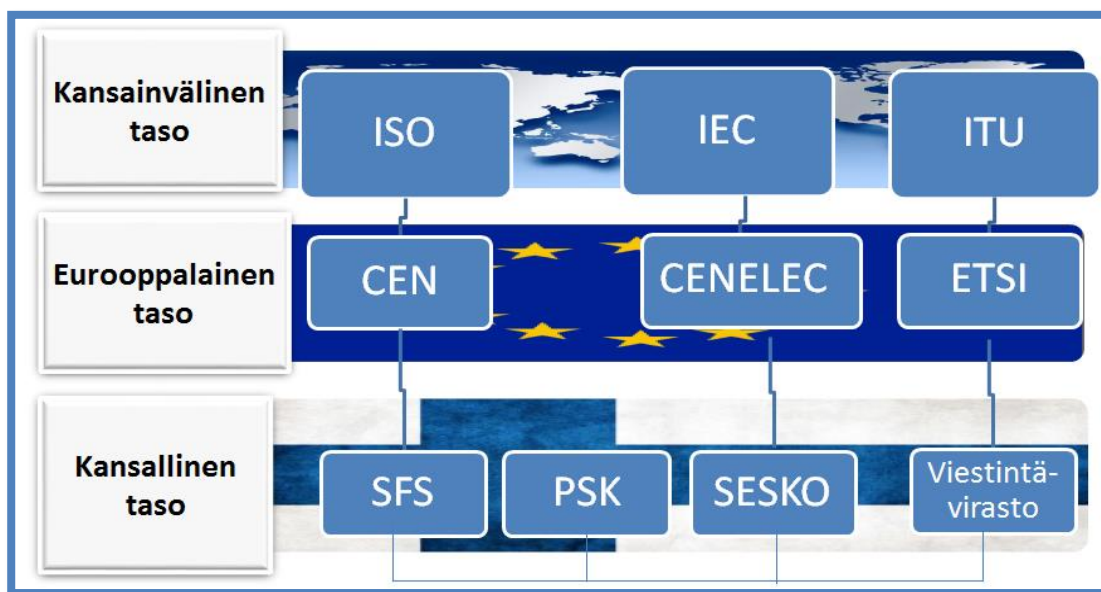 Kansainvälinen
taso
ISO
IEC
ITU
Eurooppalainen
taso
CEN
CENELEC
ETSI
Kansallinen
taso
SFS
PSK
SESKO
Viestintä-
virasto